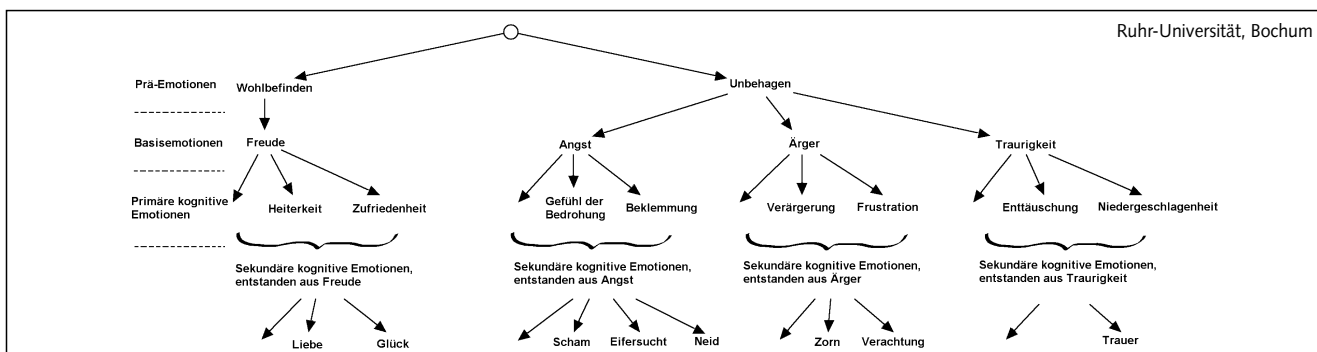 Ruhr-Universität, Bochum
Prä-Emotionen
Wohlbefinden
Unbehagen
Basisemotionen
Freude
Angst
Ärger
Traurigkeit
Primäre kognitive
Emotionen
Heiterkeit
Zufriedenheit
Gefühl der
Bedrohung
Beklemmung
Verärgerung
Frustration
Enttäuschung
Niedergeschlagenheit
Sekundäre kognitive Emotionen,
entstanden aus Freude
Sekundäre kognitive Emotionen,
entstanden aus Angst
Sekundäre kognitive Emotionen,
entstanden aus Ärger
Sekundäre kognitive Emotionen,
entstanden aus Traurigkeit
Liebe
Glück
Scham
Eifersucht
Neid
Zorn
Verachtung
Trauer